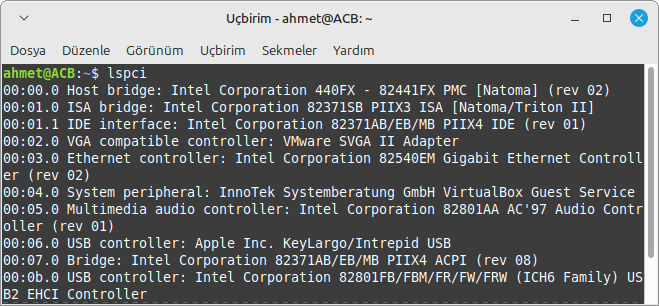 Uçbirim - ahmet@ACB: ~
Dosya Düzenle Görünüm Uçbirim Sekmeler Yardım
ahmet@ACB:~$ lspci
00:00.0 Host bridge: Intel Corporation 440FX - 82441FX PMC [Natoma] (rev 02)
00:01.0 ISA bridge: Intel Corporation 82371SB PIIX3 ISA [Natoma/Triton II]
00:01.1 IDE interface: Intel Corporation 82371AB/EB/MB PIIX4 IDE (rev 01)
00:02.0 VGA compatible controller: VMware SVGA II Adapter
00:03.0 Ethernet controller: Intel Corporation 82540EM Gigabit Ethernet Controll
er (rev 02)
00:04.0 System peripheral: InnoTek Systemberatung GmbH VirtualBox Guest Service
00:05.0 Multimedia audio controller: Intel Corporation 82801AA AC'97 Audio Contr
oller (rev 01)
00:06.0 USB controller: Apple Inc. KeyLargo/Intrepid USB
00:07.0 Bridge: Intel Corporation 82371AB/EB/MB PIIX4 ACPI (rev 08)
00:0b.0 USB controller: Intel Corporation 82801FB/FBM/FR/FW/FRW (ICH6 Family) US
B2 EHCI Controller